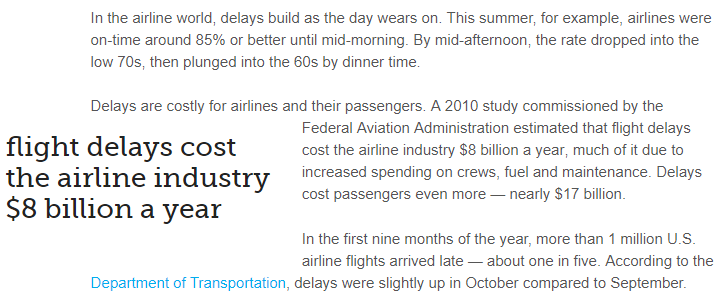 In the airline world, delays build as the day wears on. This summer, for example, airlines were
on-time around 85% or better until mid-morning. By mid-afternoon, the rate dropped into the
low 70s, then plunged into the 60s by dinner time.
Delays are costly for airlines and their passengers. A 2010 study commissioned by the
Federal Aviation Administration estimated that flight delays
cost the airline industry $8 billion a year, much of it due to
increased spending on crews, fuel and maintenance. Delays
cost passengers even more — nearly $17 billion.
flight delays cost
the airline industry
$8 billion a year
In the first nine months of the year, more than 1 million U.S.
airline flights arrived late — about one in five. According to the
Department of Transportation, delays were slightly up in October compared to September.